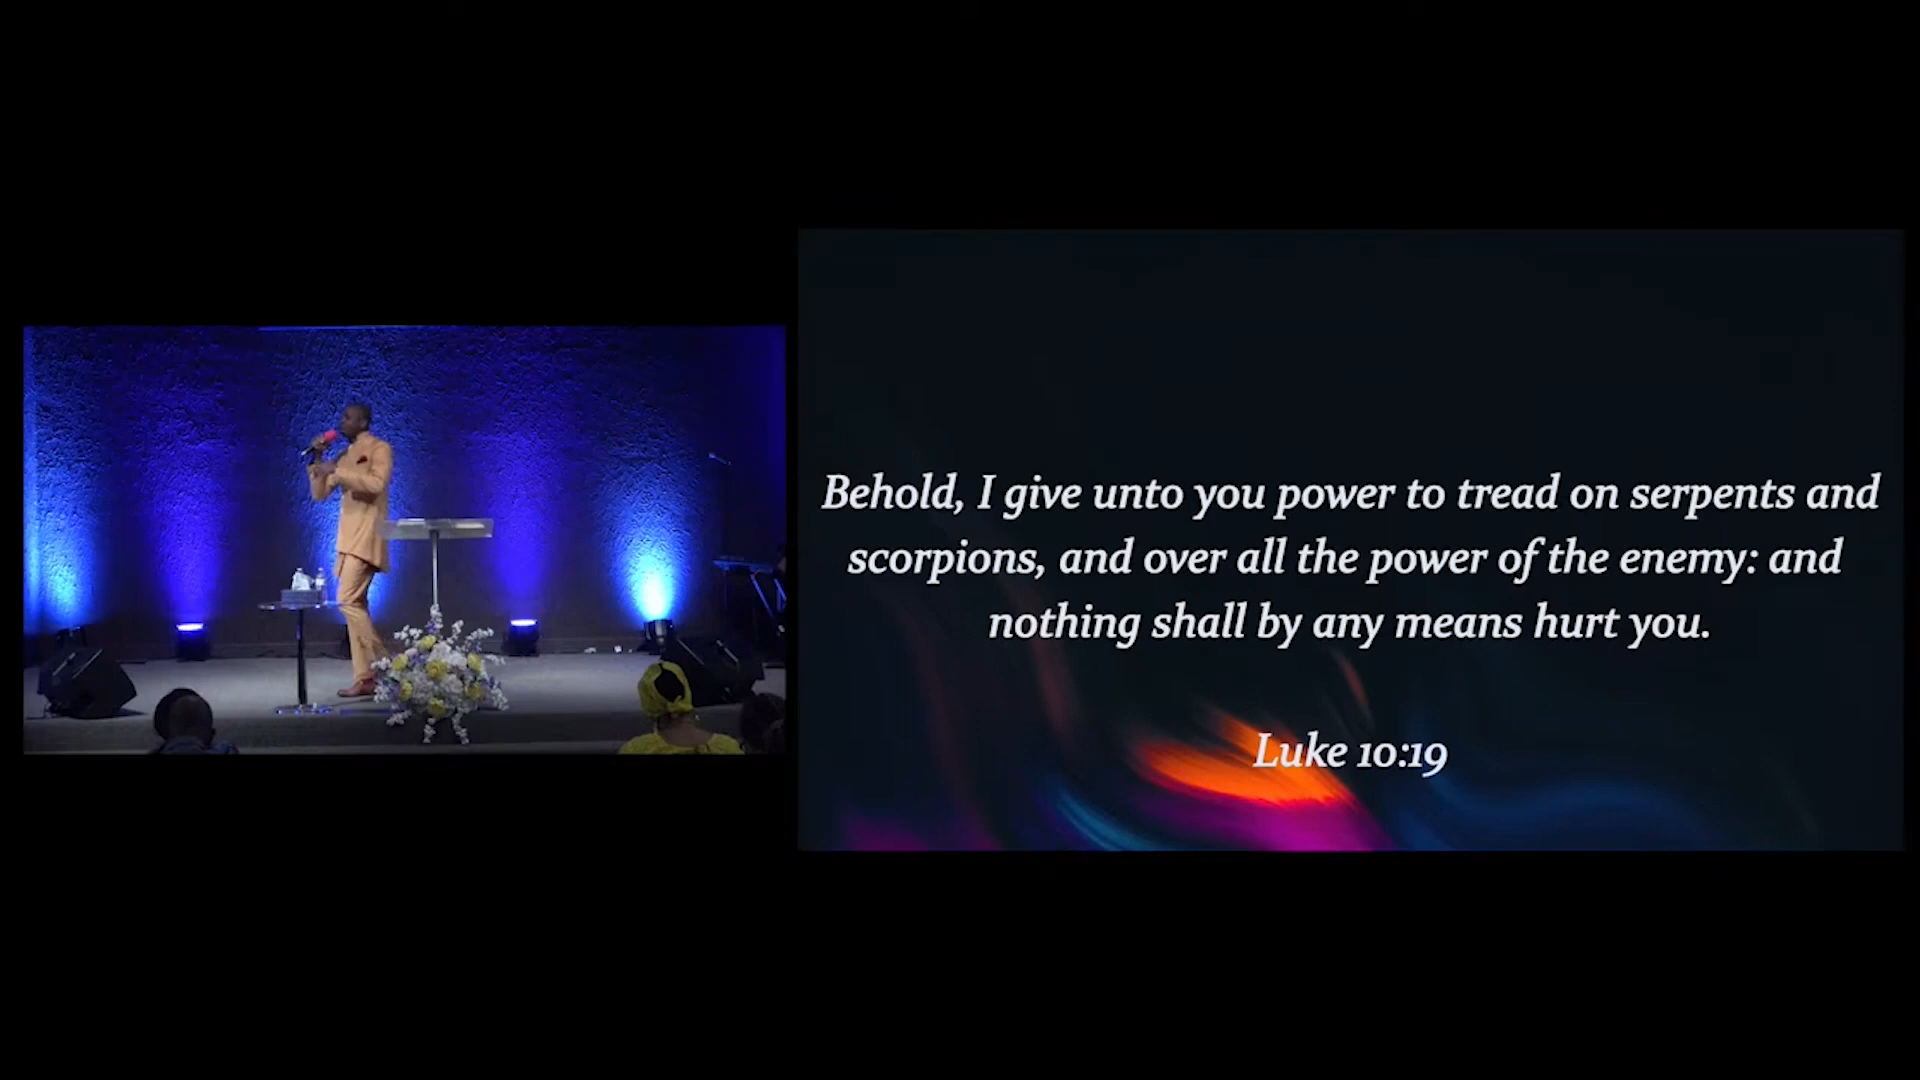 Behold, I give unto you power to tread on serpents and
scorpions, and over all the power of the enemy: and
nothing shall by any means hurt you.
Luke 10:19